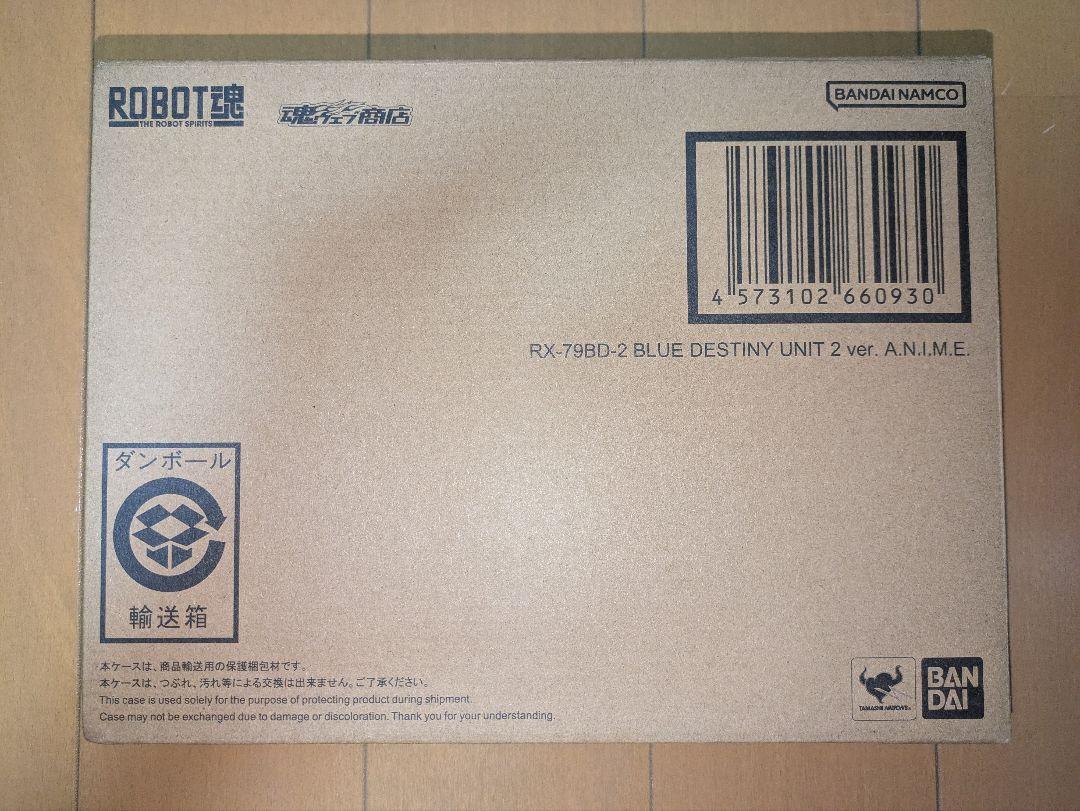 ROBOT魂
THE ROBOT SPIRITS
魂ウェブ商店
BANDAI NAMCO
4 573102 660930
RX-79BD-2 BLUE DESTINY UNIT 2 ver. A.N.I.M.E.
ダンボール
輸送箱
本ケースは、商品輸送用の保護梱包材です。
本ケースは、つぶれ、汚れ等による交換は出来ません。ご了承ください。
This case is used solely for the purpose of protecting product during shipment.
Case may not be exchanged due to damage or discoloration. Thank you for your understanding.
TAMASHII NATIONS
BAN
DAI